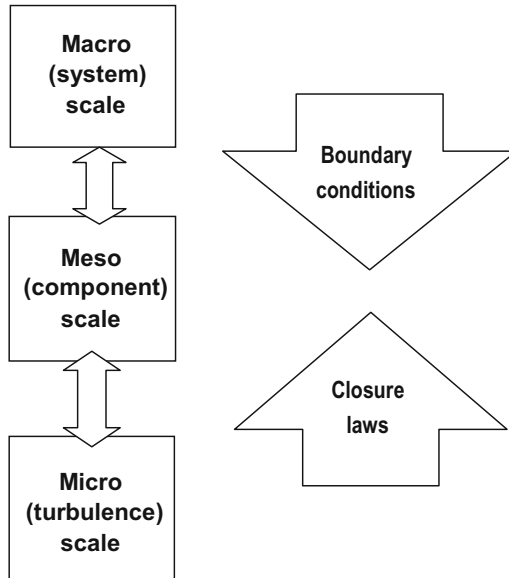 Macro
(system)
scale
Boundary
conditions
Meso
(component)
scale
Closure
laws
Micro
(turbulence)
scale